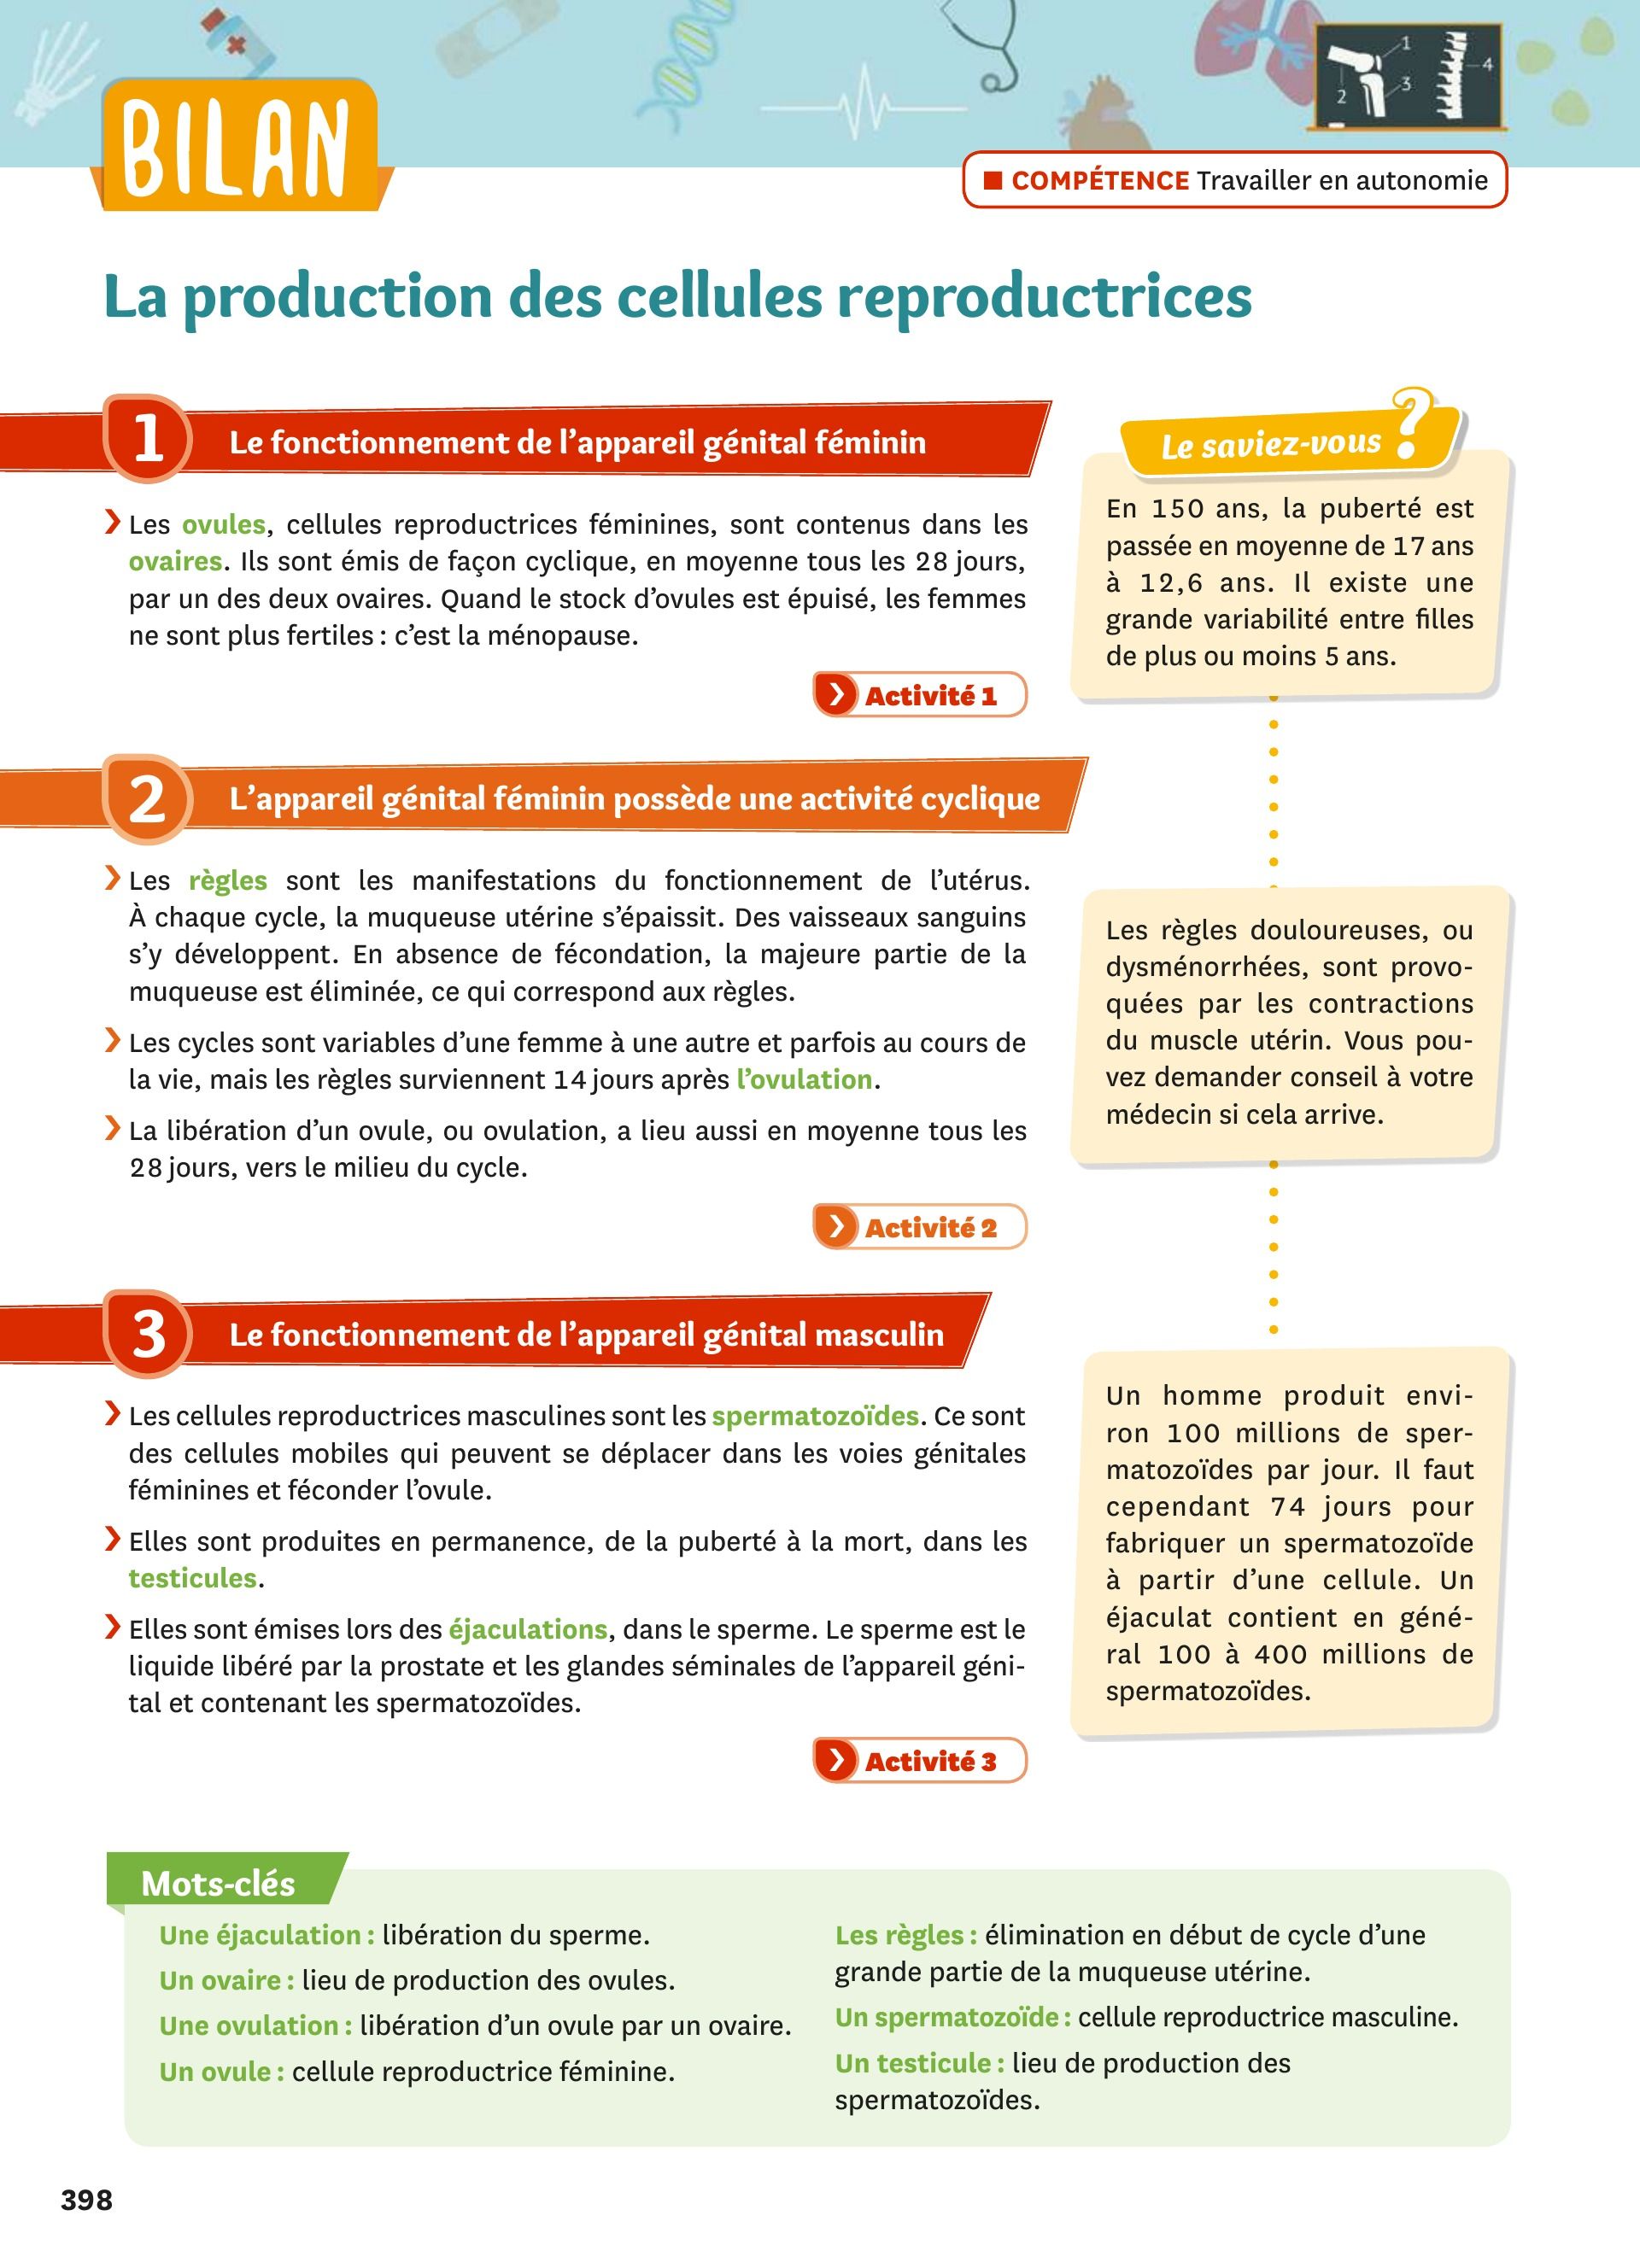 BILAN
1
2
3
4
■ COMPÉTENCE Travailler en autonomie
La production des cellules reproductrices
1 Le fonctionnement de l’appareil génital féminin
❯ Les ovules, cellules reproductrices féminines, sont contenus dans les
ovaires. Ils sont émis de façon cyclique, en moyenne tous les 28 jours,
par un des deux ovaires. Quand le stock d’ovules est épuisé, les femmes
ne sont plus fertiles : c’est la ménopause.
❯ Activité 1
2 L’appareil génital féminin possède une activité cyclique
❯ Les règles sont les manifestations du fonctionnement de l’utérus.
À chaque cycle, la muqueuse utérine s’épaissit. Des vaisseaux sanguins
s’y développent. En absence de fécondation, la majeure partie de la
muqueuse est éliminée, ce qui correspond aux règles.
❯ Les cycles sont variables d’une femme à une autre et parfois au cours de
la vie, mais les règles surviennent 14 jours après l’ovulation.
❯ La libération d’un ovule, ou ovulation, a lieu aussi en moyenne tous les
28 jours, vers le milieu du cycle.
❯ Activité 2
3 Le fonctionnement de l’appareil génital masculin
❯ Les cellules reproductrices masculines sont les spermatozoïdes. Ce sont
des cellules mobiles qui peuvent se déplacer dans les voies génitales
féminines et féconder l’ovule.
❯ Elles sont produites en permanence, de la puberté à la mort, dans les
testicules.
❯ Elles sont émises lors des éjaculations, dans le sperme. Le sperme est le
liquide libéré par la prostate et les glandes séminales de l’appareil géni-
tal et contenant les spermatozoïdes.
❯ Activité 3
Le saviez-vous ?
En 150 ans, la puberté est
passée en moyenne de 17 ans
à 12,6 ans. Il existe une
grande variabilité entre filles
de plus ou moins 5 ans.
Les règles douloureuses, ou
dysménorrhées, sont provo-
quées par les contractions
du muscle utérin. Vous pou-
vez demander conseil à votre
médecin si cela arrive.
Un homme produit envi-
ron 100 millions de sper-
matozoïdes par jour. Il faut
cependant 74 jours pour
fabriquer un spermatozoïde
à partir d’une cellule. Un
éjaculat contient en géné-
ral 100 à 400 millions de
spermatozoïdes.
Mots-clés
Une éjaculation : libération du sperme.
Un ovaire : lieu de production des ovules.
Une ovulation : libération d’un ovule par un ovaire.
Un ovule : cellule reproductrice féminine.
Les règles : élimination en début de cycle d’une
grande partie de la muqueuse utérine.
Un spermatozoïde : cellule reproductrice masculine.
Un testicule : lieu de production des
spermatozoïdes.
398